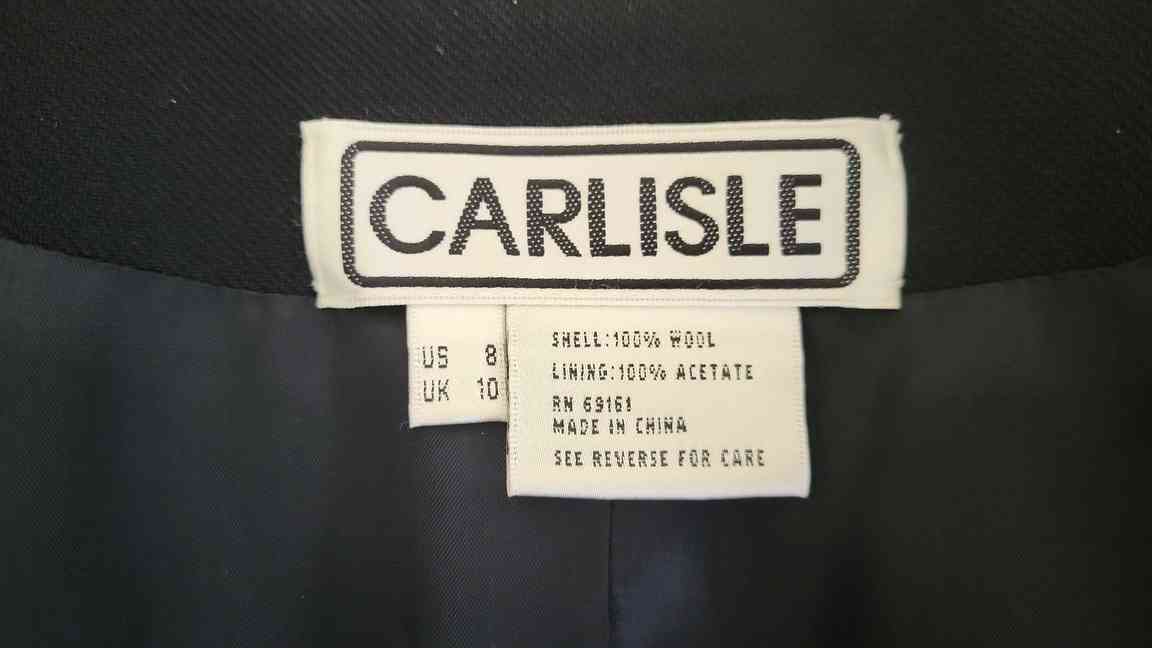 CARLISLE
US 8
UK 10
SHELL:100% WOOL
LINING:100% ACETATE
RN 69161
MADE IN CHINA
SEE REVERSE FOR CARE